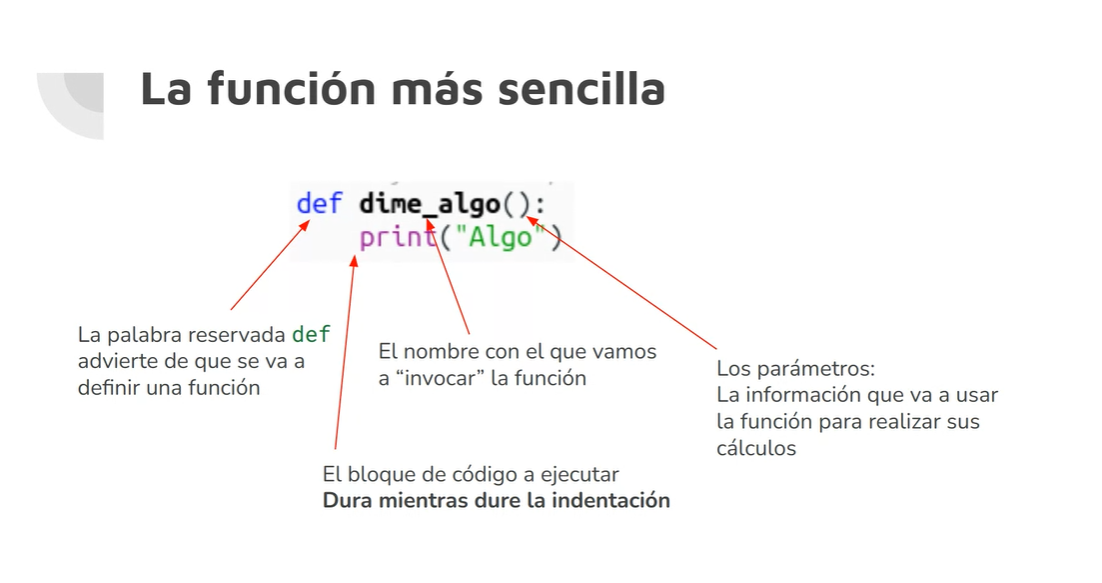 La función más sencilla
def dime_algo():
print("Algo")
La palabra reservada def
advierte de que se va a
definir una función
El nombre con el que vamos
a “invocar” la función
Los parámetros:
La información que va a usar
la función para realizar sus
cálculos
El bloque de código a ejecutar
Dura mientras dure la indentación